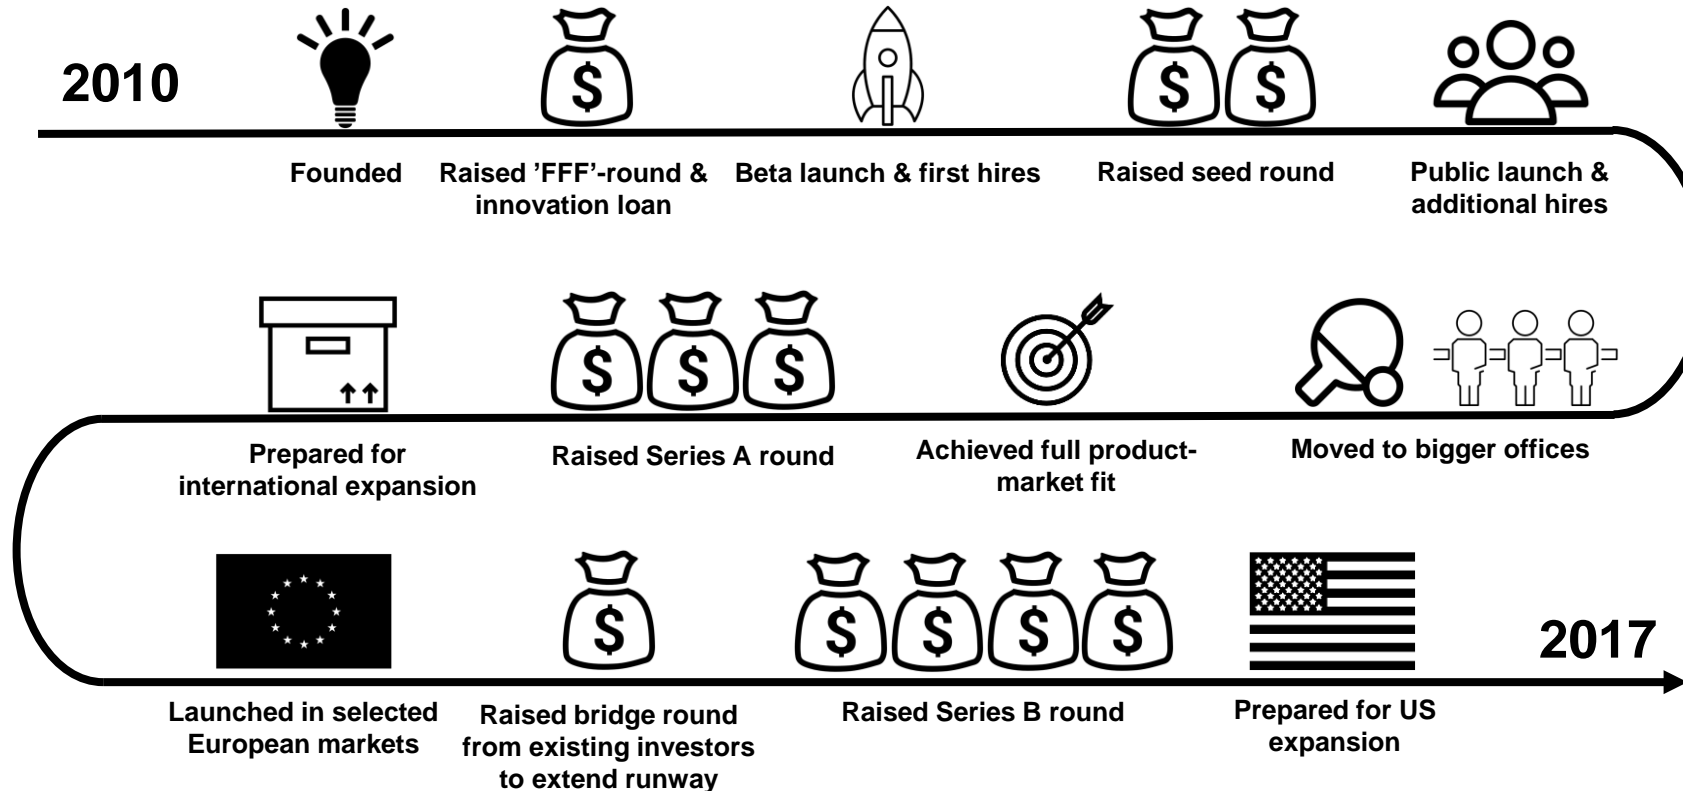 2010
Founded
Raised ’FFF’-round &
innovation loan
Beta launch & first hires
Raised seed round
Public launch &
additional hires
Moved to bigger offices
Achieved full product-
market fit
Raised Series A round
Prepared for
international expansion
Launched in selected
European markets
Raised bridge round
from existing investors
to extend runway
Raised Series B round
Prepared for US
expansion
2017